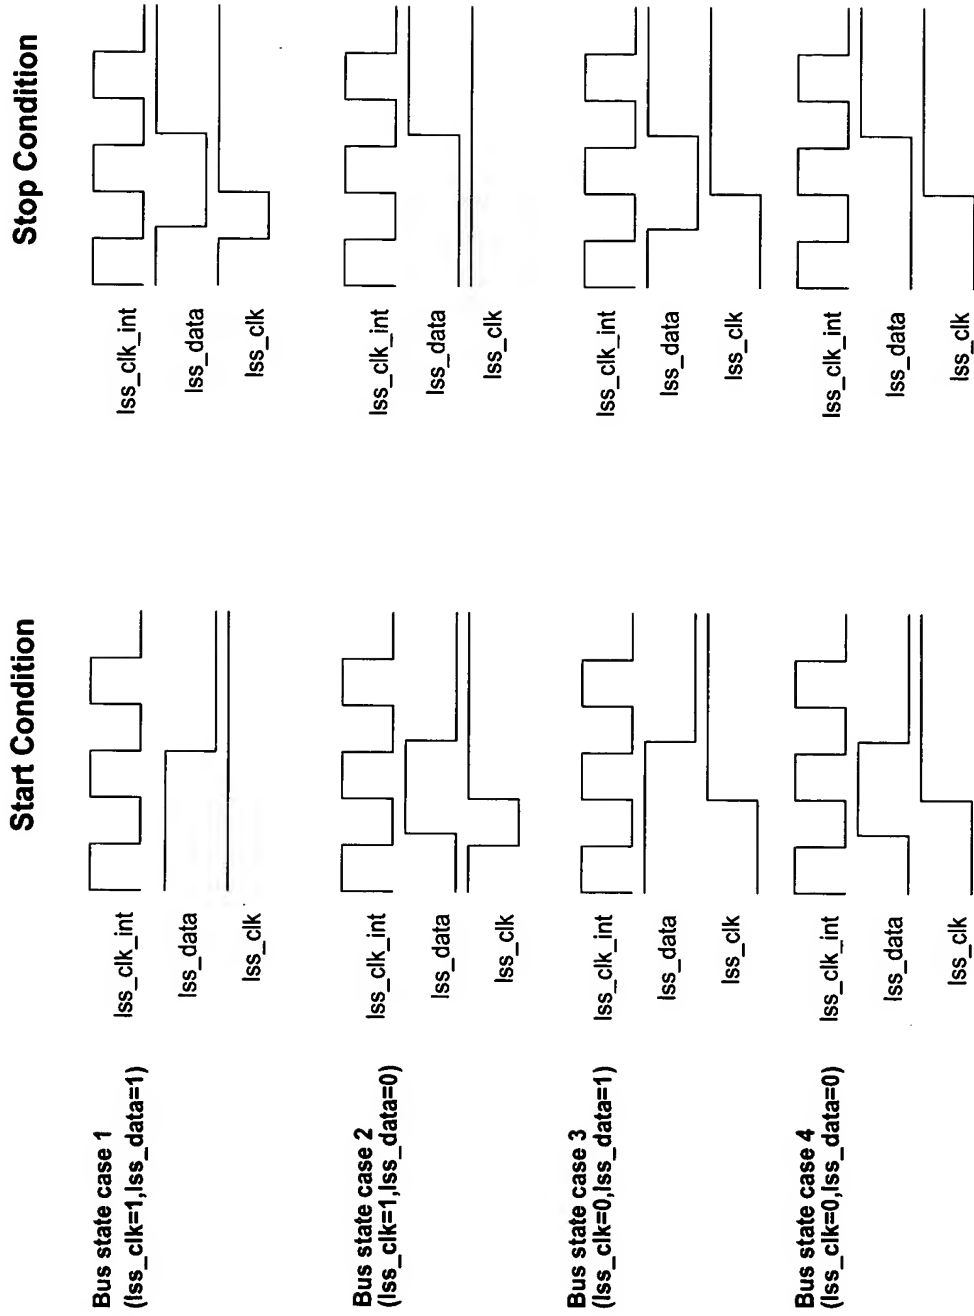 Start Condition
Stop Condition
Bus state case 1
(lss_clk=1,lss_data=1)
lss_clk_int
lss_data
lss_clk
lss_clk_int
lss_data
lss_clk
Bus state case 2
(lss_clk=1,lss_data=0)
lss_clk_int
lss_data
lss_clk
lss_clk_int
lss_data
lss_clk
Bus state case 3
(lss_clk=0,lss_data=1)
lss_clk_int
lss_data
lss_clk
lss_clk_int
lss_data
lss_clk
Bus state case 4
(lss_clk=0,lss_data=0)
lss_clk_int
lss_data
lss_clk
lss_clk_int
lss_data
lss_clk